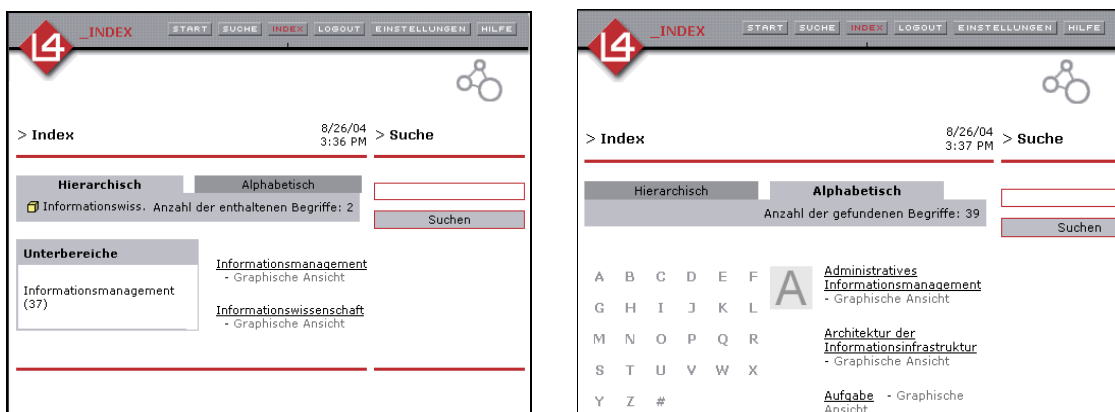 L4 _INDEX START SUCHE INDEX LOGOUT EINSTELLUNGEN HILFE
> Index 8/26/04 3:36 PM > Suche
Hierarchisch Alphabetisch
Informationswiss. Anzahl der enthaltenen Begriffe: 2
Suchen
Unterbereiche
Informationsmanagement
(37)
Informationsmanagement
- Graphische Ansicht
Informationswissenschaft
- Graphische Ansicht
L4 _INDEX START SUCHE INDEX LOGOUT EINSTELLUNGEN HILFE
> Index 8/26/04 3:37 PM > Suche
Hierarchisch Alphabetisch
Anzahl der gefundenen Begriffe: 39
Suchen
A B C D E F
G H I J K L
M N O P Q R
S T U V W X
Y Z #
A
Administratives
Informationsmanagement
- Graphische Ansicht
Architektur der
Informationsinfrastruktur
- Graphische Ansicht
Aufgabe - Graphische
Ansicht